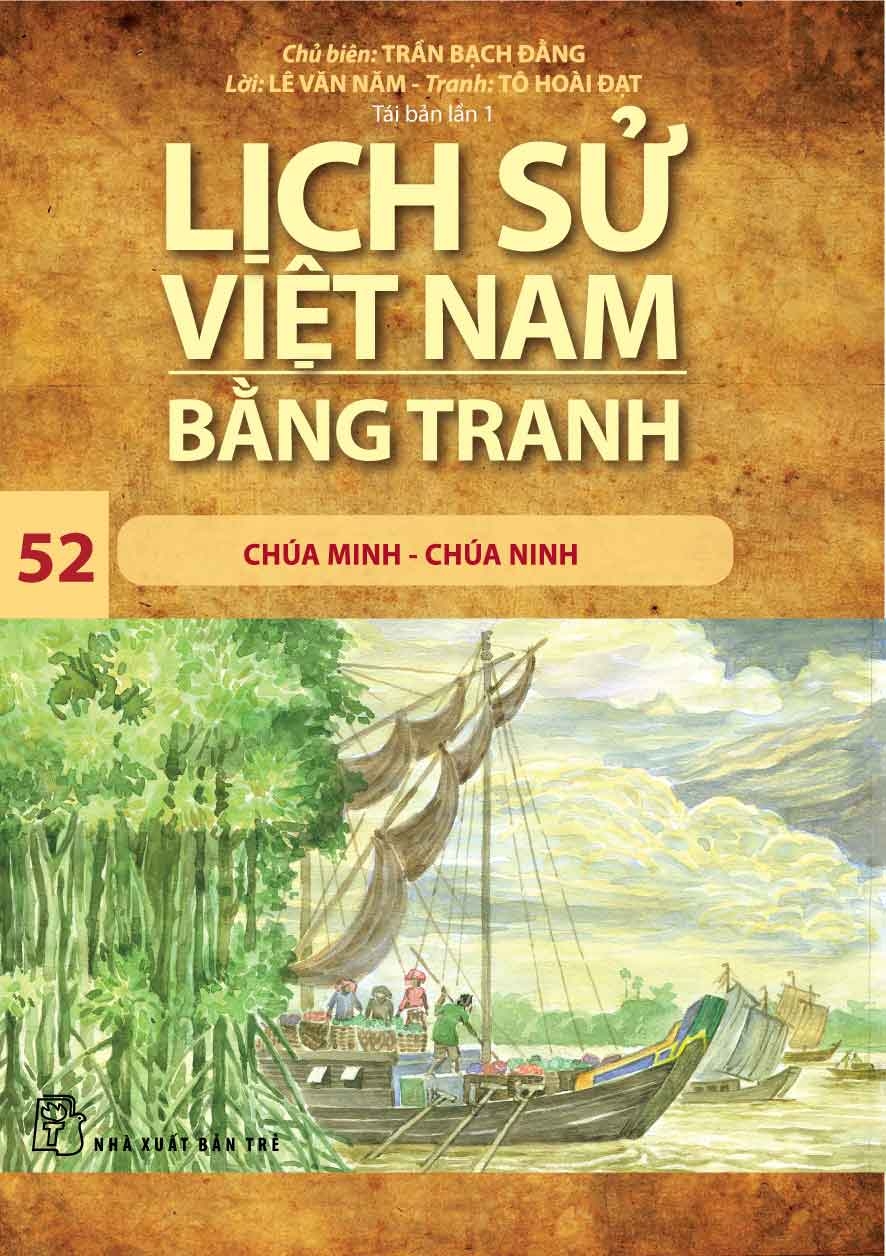 Chủ biên: TRẦN BẠCH ĐẰNG
Lời: LÊ VĂN NĂM - Tranh: TÔ HOÀI ĐẠT
Tái bản lần 1
LỊCH SỬ
VIỆT NAM
BẰNG TRANH
52
CHÚA MINH - CHÚA NINH
NHÀ XUẤT BẢN TRẺ